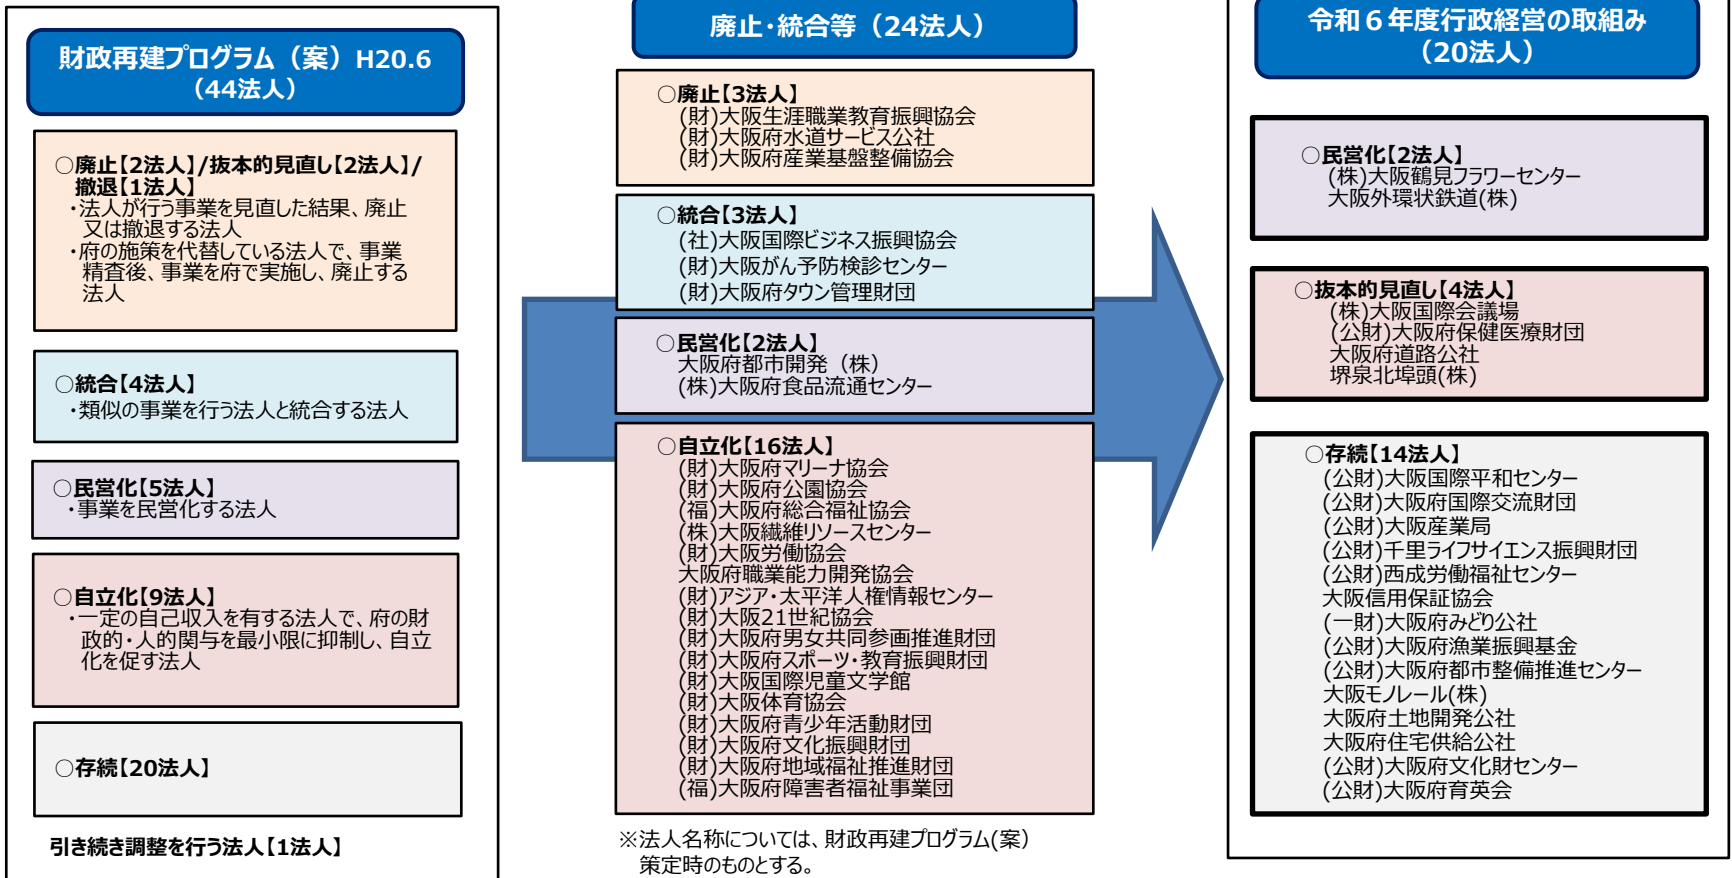 財政再建プログラム（案）H20.6
（44法人）
○廃止【2法人】/抜本的見直し【2法人】/
撤退【1法人】
・法人が行う事業を見直した結果、廃止
又は撤退する法人
・府の施策を代替している法人で、事業
精査後、事業を府で実施し、廃止する
法人
○統合【4法人】
・類似の事業を行う法人と統合する法人
○民営化【5法人】
・事業を民営化する法人
○自立化【9法人】
・一定の自己収入を有する法人で、府の財
政的・人的関与を最小限に抑制し、自立
化を促す法人
○存続【20法人】
引き続き調整を行う法人【1法人】
廃止・統合等（24法人）
○廃止【3法人】
(財)大阪生涯職業教育振興協会
(財)大阪府水道サービス公社
(財)大阪府産業基盤整備協会
○統合【3法人】
(社)大阪国際ビジネス振興協会
(財)大阪がん予防検診センター
(財)大阪府タウン管理財団
○民営化【2法人】
大阪府都市開発（株）
(株)大阪府食品流通センター
○自立化【16法人】
(財)大阪府マリーナ協会
(財)大阪府公園協会
(福)大阪府総合福祉協会
(株)大阪繊維リソースセンター
(財)大阪労働協会
大阪府職業能力開発協会
(財)アジア・太平洋人権情報センター
(財)大阪21世紀協会
(財)大阪府男女共同参画推進財団
(財)大阪府スポーツ・教育振興財団
(財)大阪国際児童文学館
(財)大阪体育協会
(財)大阪府青少年活動財団
(財)大阪府文化振興財団
(財)大阪府地域福祉推進財団
(福)大阪府障害者福祉事業団
※法人名称については、財政再建プログラム(案）
策定時のものとする。
令和６年度行政経営の取組み
（20法人）
○民営化【2法人】
(株)大阪鶴見フラワーセンター
大阪外環状鉄道(株)
○抜本的見直し【4法人】
(株)大阪国際会議場
(公財)大阪府保健医療財団
大阪府道路公社
堺泉北埠頭(株)
○存続【14法人】
(公財)大阪国際平和センター
(公財)大阪府国際交流財団
(公財)大阪産業局
(公財)千里ライフサイエンス振興財団
(公財)西成労働福祉センター
大阪信用保証協会
(一財)大阪府みどり公社
(公財)大阪府漁業振興基金
(公財)大阪府都市整備推進センター
大阪モノレール(株)
大阪府土地開発公社
大阪府住宅供給公社
(公財)大阪府文化財センター
(公財)大阪府育英会